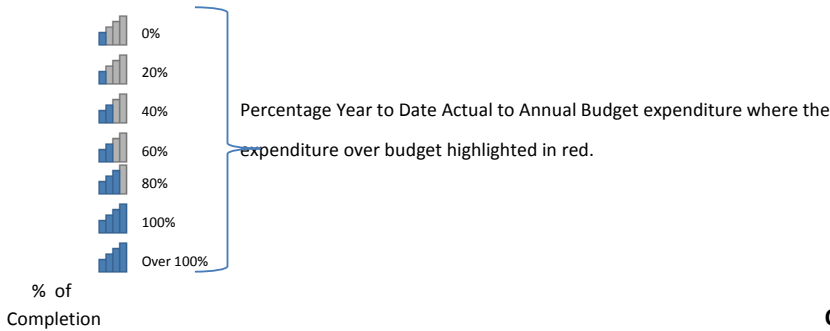 0%
20%
40%
60%
80%
100%
Over 100%
Percentage Year to Date Actual to Annual Budget expenditure where the
expenditure over budget highlighted in red.
% of
Completion